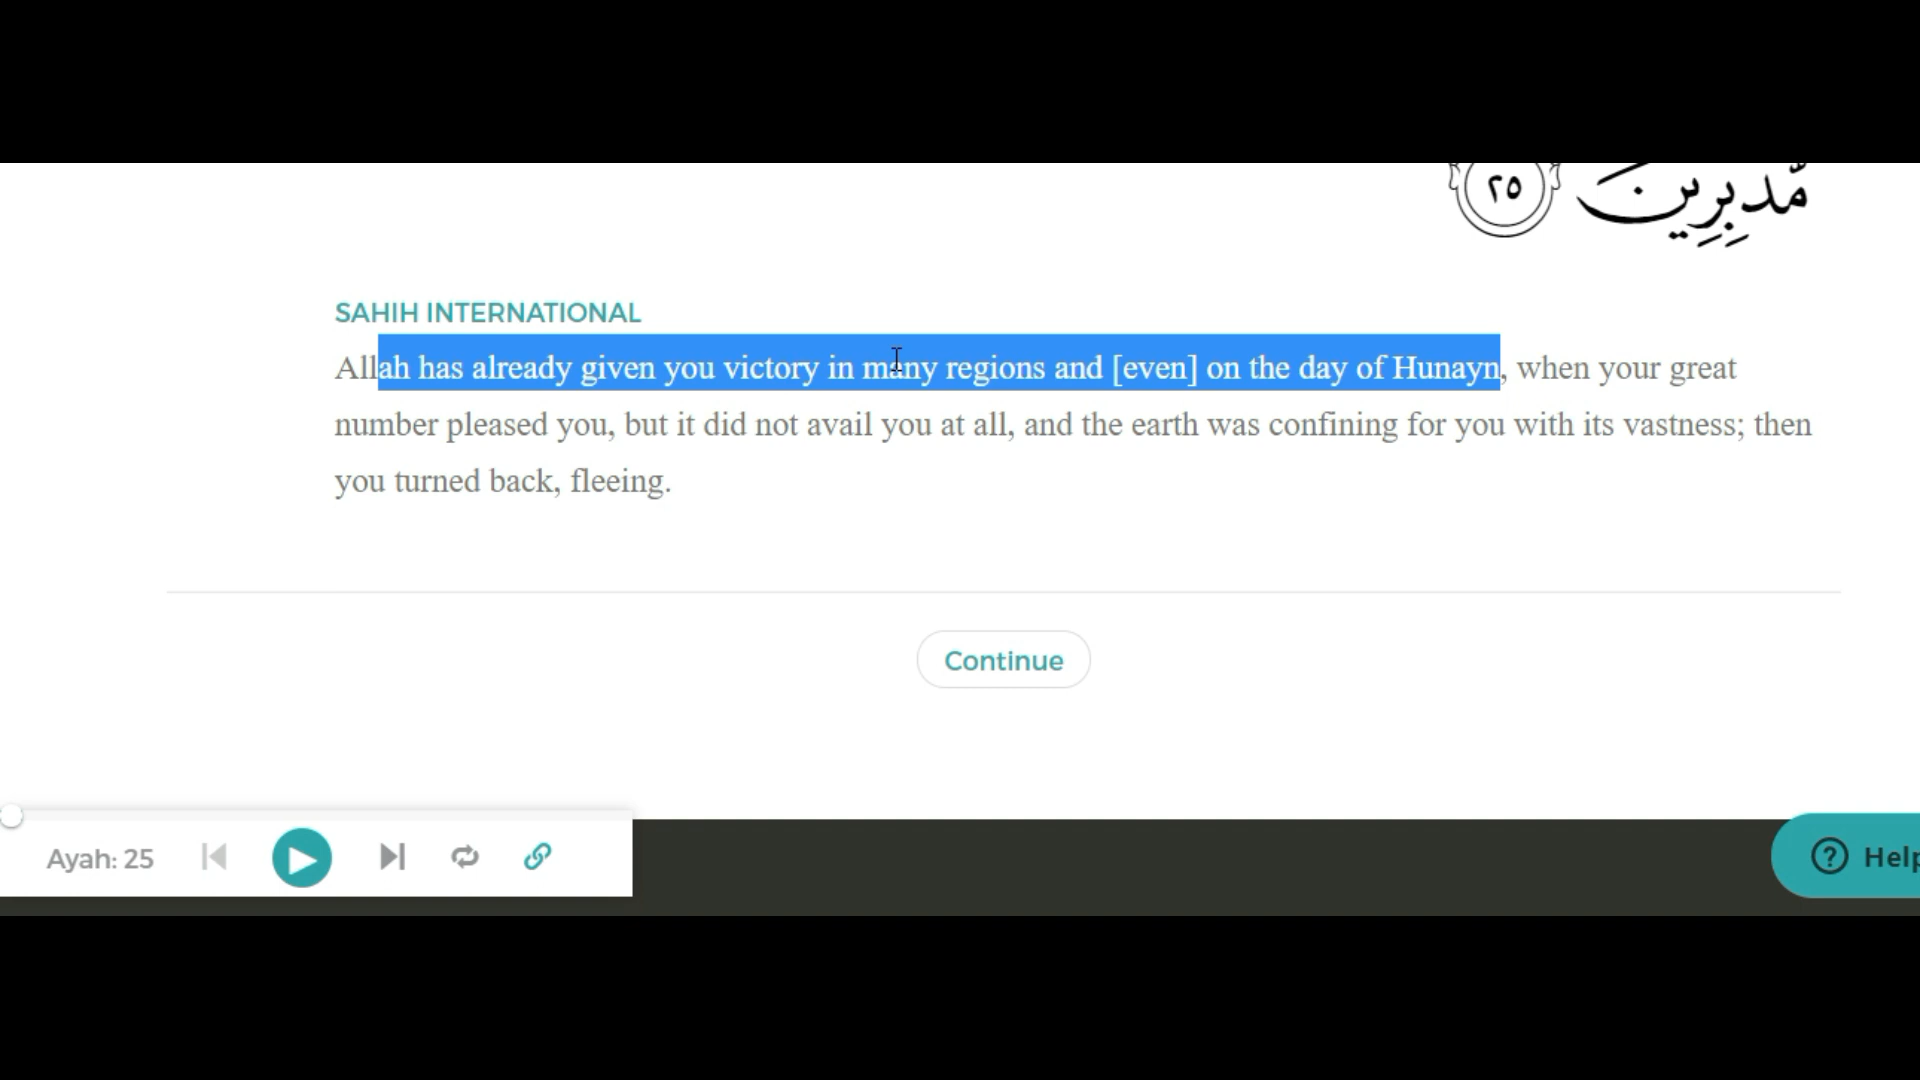 مُّدْبِرِينَ ٢٥
SAHIH INTERNATIONAL
Allah has already given you victory in many regions and [even] on the day of Hunayn, when your great
number pleased you, but it did not avail you at all, and the earth was confining for you with its vastness; then
you turned back, fleeing.
Continue
Ayah: 25
Help